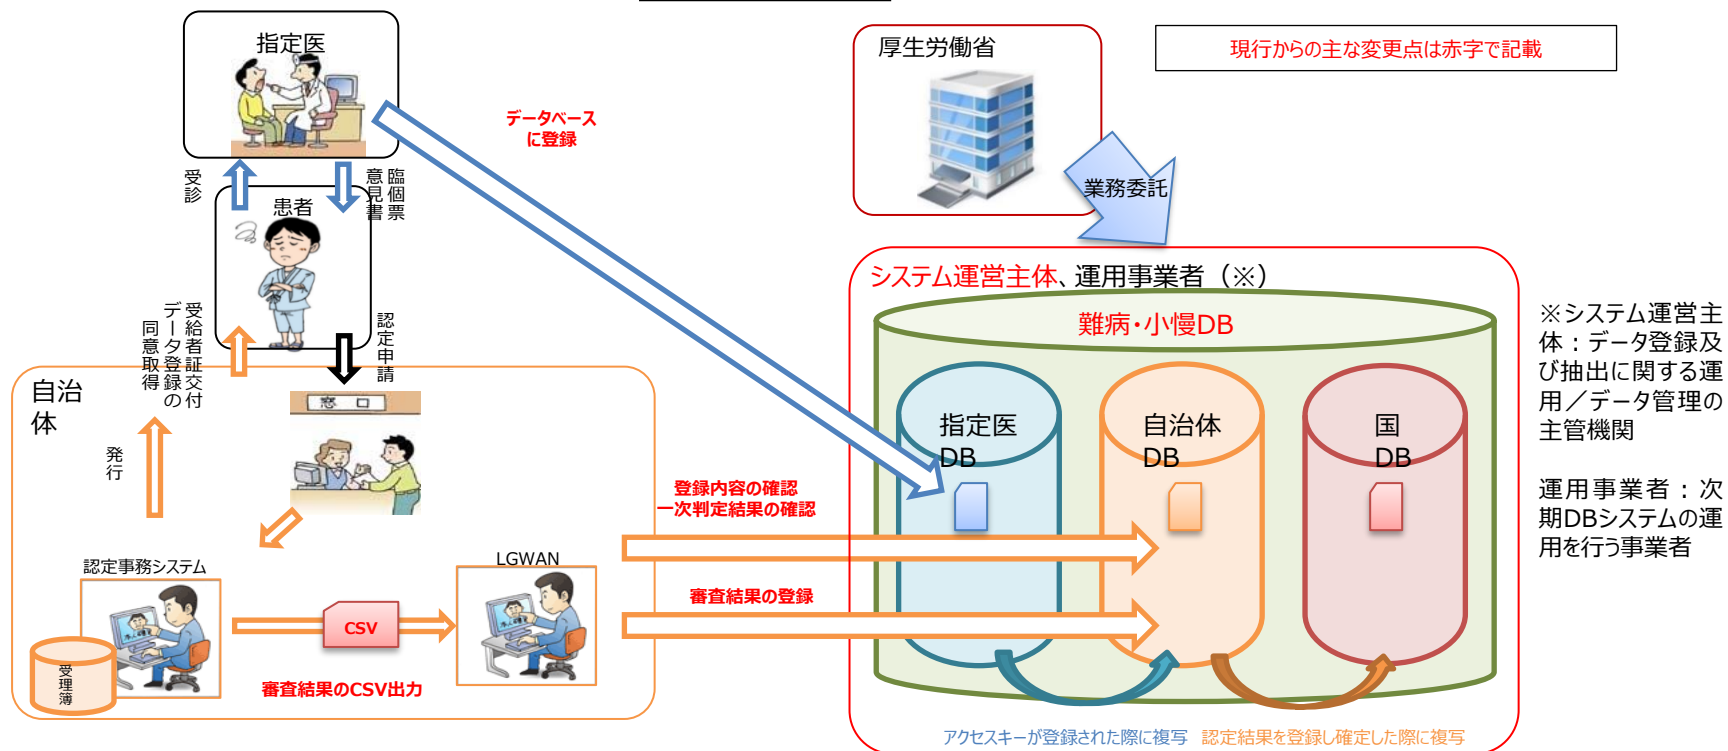 指定医
厚生労働省
現行からの主な変更点は赤字で記載
データベース
に登録
受診
臨個票
意見書
患者
業務委託
システム運営主体、運用事業者（※）
難病・小慢DB
※システム運営主
体：データ登録及
び抽出に関する運
用／データ管理の
主管機関
運用事業者：次
期DBシステムの運
用を行う事業者
受給者証交付
データ登録の
同意取得
認定申請
自治
体
窓口
発行
指定医
DB
自治体
DB
国
DB
登録内容の確認
一次判定結果の確認
認定事務システム
LGWAN
CSV
審査結果の登録
受理簿
審査結果のCSV出力
アクセスキーが登録された際に複写
認定結果を登録し確定した際に複写